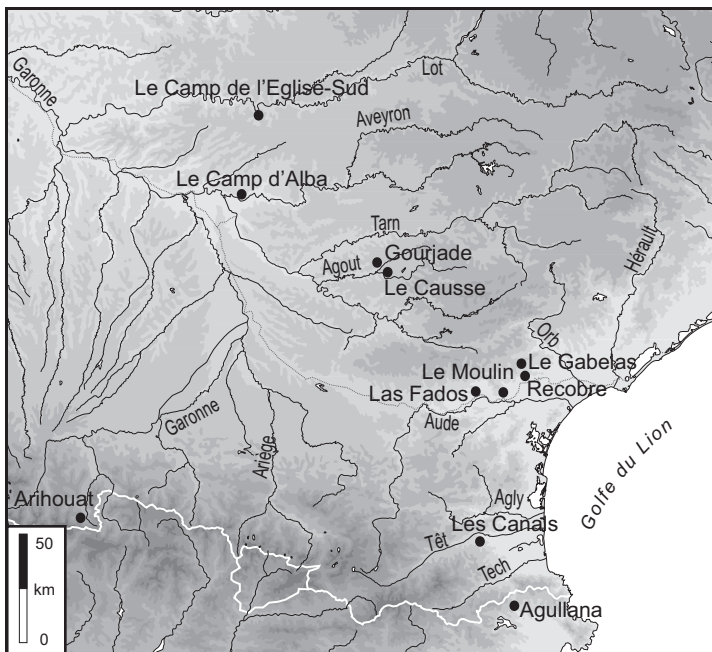 Garonne
Lot
Le Camp de l'Eglise-Sud
Aveyron
Le Camp d'Alba
Tarn
Hérault
Gourjade
Agout
Le Causse
Orb
Le Gabelas
Le Moulin
Las Fados
Recobre
Garonne
Aude
Ariege
Golfe du Lion
Arihouat
Agly
Les Canals
50
Têt
km
Tech
Agullana
0